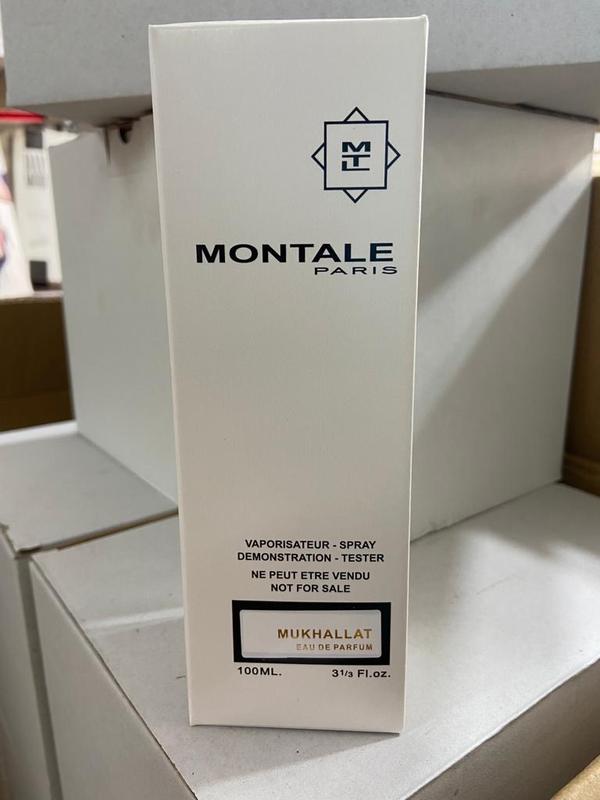 MTL
MONTALE
PARIS
VAPORISATEUR - SPRAY
DEMONSTRATION - TESTER
NE PEUT ETRE VENDU
NOT FOR SALE
MUKHALLAT
EAU DE PARFUM
100ML. 31/3 Fl.oz.